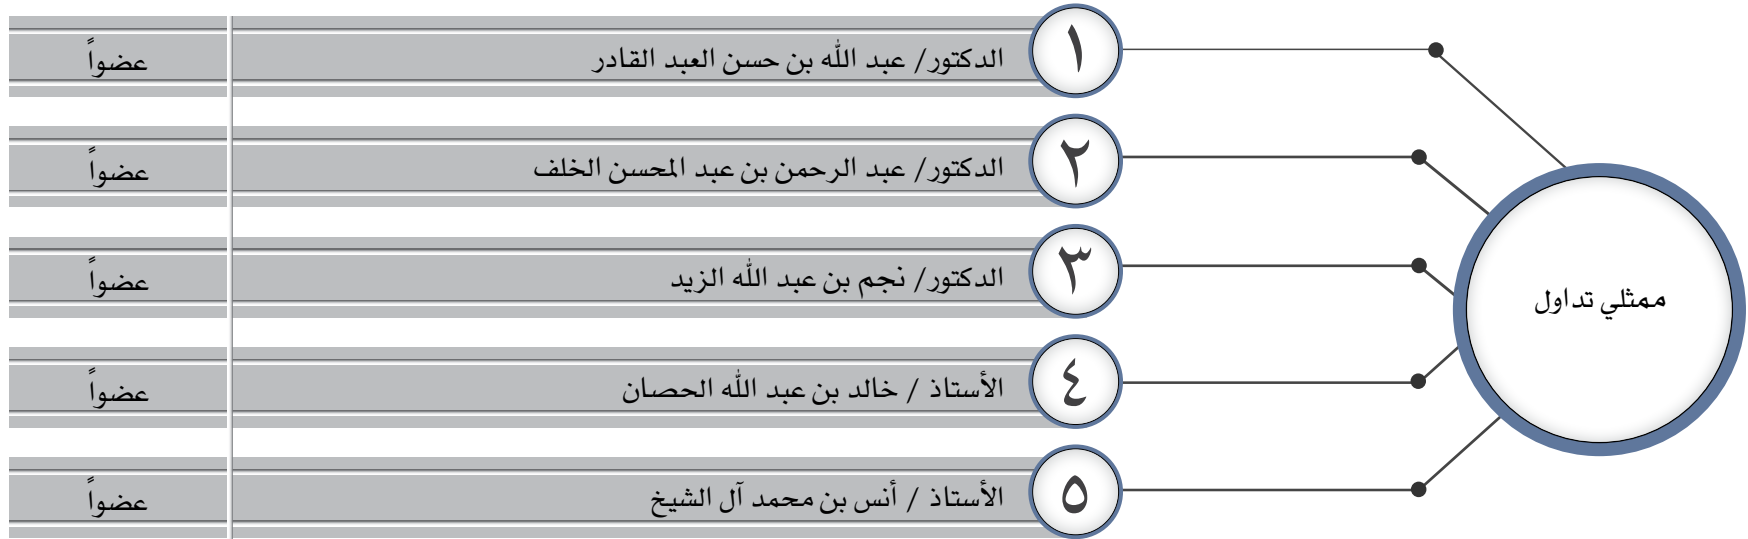 ممثلي تداول
١ الدكتور/ عبد الله بن حسن العبد القادر عضواً
٢ الدكتور/ عبد الرحمن بن عبد المحسن الخلف عضواً
٣ الدكتور/ نجم بن عبد الله الزيد عضواً
٤ الأستاذ / خالد بن عبد الله الحصان عضواً
٥ الأستاذ / أنس بن محمد آل الشيخ عضواً